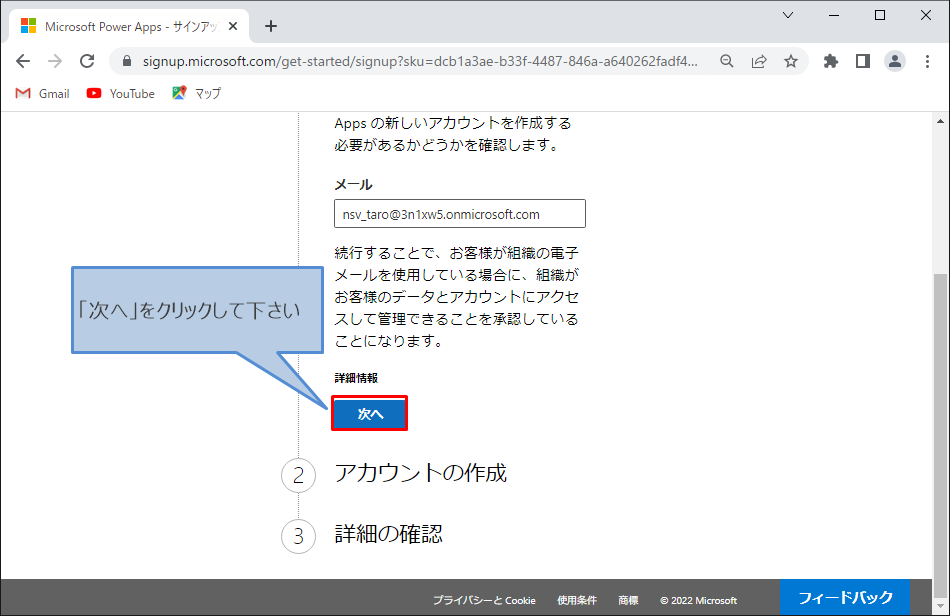 Microsoft Power Apps - サインアッ
signup.microsoft.com/get-started/signup?sku=dcb1a3ae-b33f-4487-846a-a640262fadf4...
Gmail
YouTube
マップ
Apps の新しいアカウントを作成する
必要があるかどうかを確認します。
メール
nsv_taro@3n1xw5.onmicrosoft.com
続行することで、お客様が組織の電子
メールを使用している場合に、組織が
お客様のデータとアカウントにアクセ
スして管理できることを承認している
ことになります。
「次へ」をクリックして下さい
詳細情報
次へ
2 アカウントの作成
3 詳細の確認
プライバシーと Cookie 使用条件 商標 © 2022 Microsoft
フィードバック